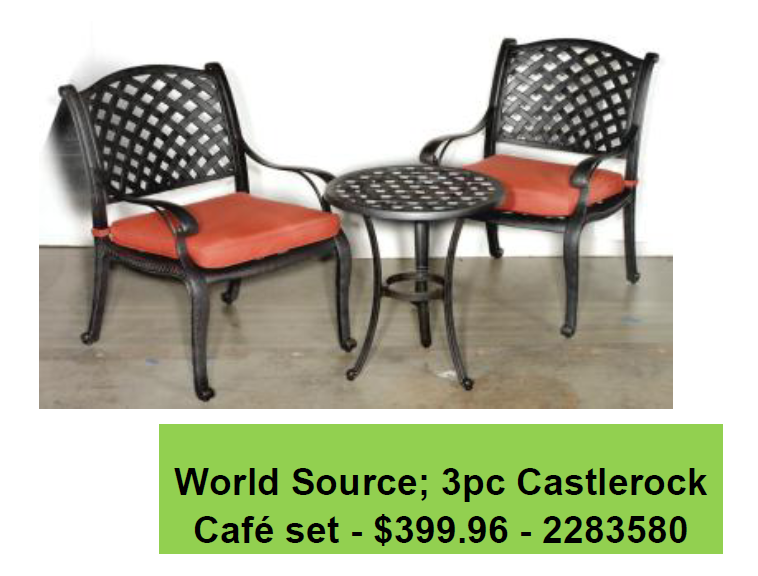 World Source; 3pc Castlerock
Café set - $399.96 - 2283580